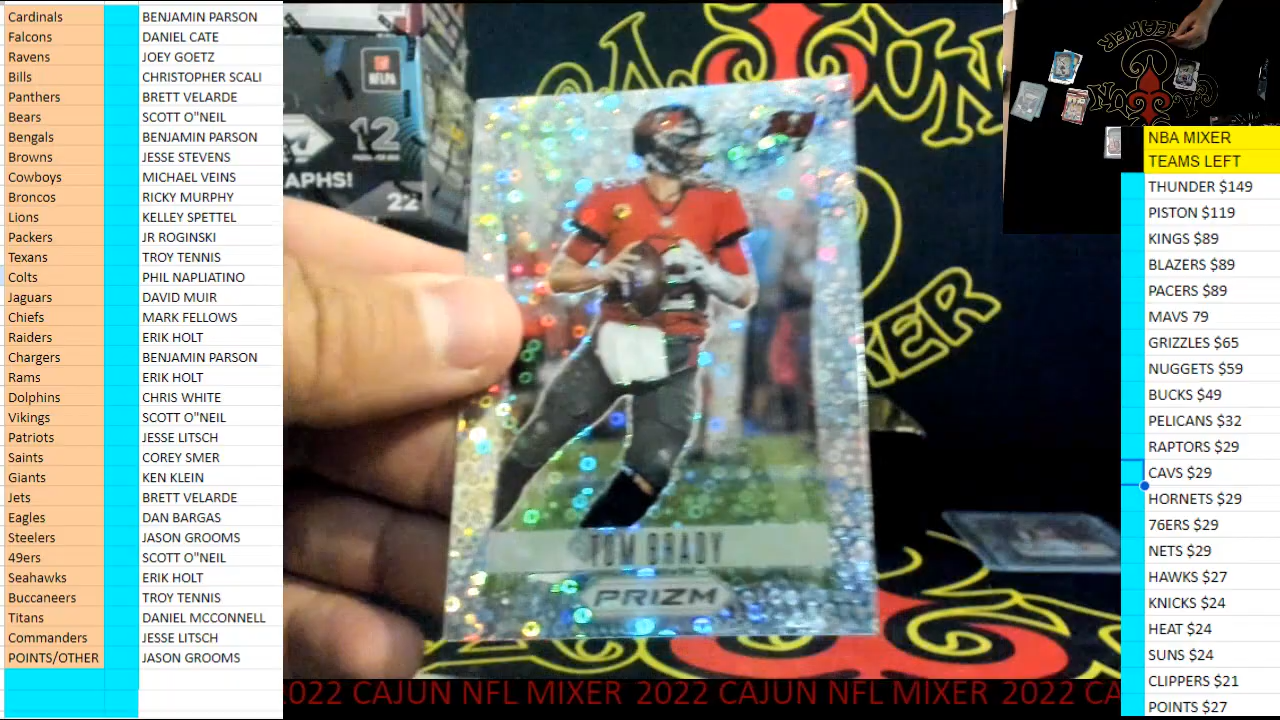 Cardinals BENJAMIN PARSON
Falcons DANIEL CATE
Ravens JOEY GOETZ
Bills CHRISTOPHER SCALI
Panthers BRETT VELARDE
Bears SCOTT O"NEIL
Bengals BENJAMIN PARSON
Browns JESSE STEVENS
Cowboys MICHAEL VEINS
Broncos RICKY MURPHY
Lions KELLEY SPETTEL
Packers JR ROGINSKI
Texans TROY TENNIS
Colts PHIL NAPLIATINO
Jaguars DAVID MUIR
Chiefs MARK FELLOWS
Raiders ERIK HOLT
Chargers BENJAMIN PARSON
Rams ERIK HOLT
Dolphins CHRIS WHITE
Vikings SCOTT O"NEIL
Patriots JESSE LITSCH
Saints COREY SMER
Giants KEN KLEIN
Jets BRETT VELARDE
Eagles DAN BARGAS
Steelers JASON GROOMS
49ers SCOTT O"NEIL
Seahawks ERIK HOLT
Buccaneers TROY TENNIS
Titans DANIEL MCCONNELL
Commanders JESSE LITSCH
POINTS/OTHER JASON GROOMS
NFLPA
12
APHS!
22
CAJUN
KER
TOM BRADY
PRIZM
2022 CAJUN NFL MIXER 2022 CAJUN NFL MIXER 2022 CA
NBA MIXER
TEAMS LEFT
THUNDER $149
PISTON $119
KINGS $89
BLAZERS $89
PACERS $89
MAVS 79
GRIZZLES $65
NUGGETS $59
BUCKS $49
PELICANS $32
RAPTORS $29
CAVS $29
HORNETS $29
76ERS $29
NETS $29
HAWKS $27
KNICKS $24
HEAT $24
SUNS $24
CLIPPERS $21
POINTS $27